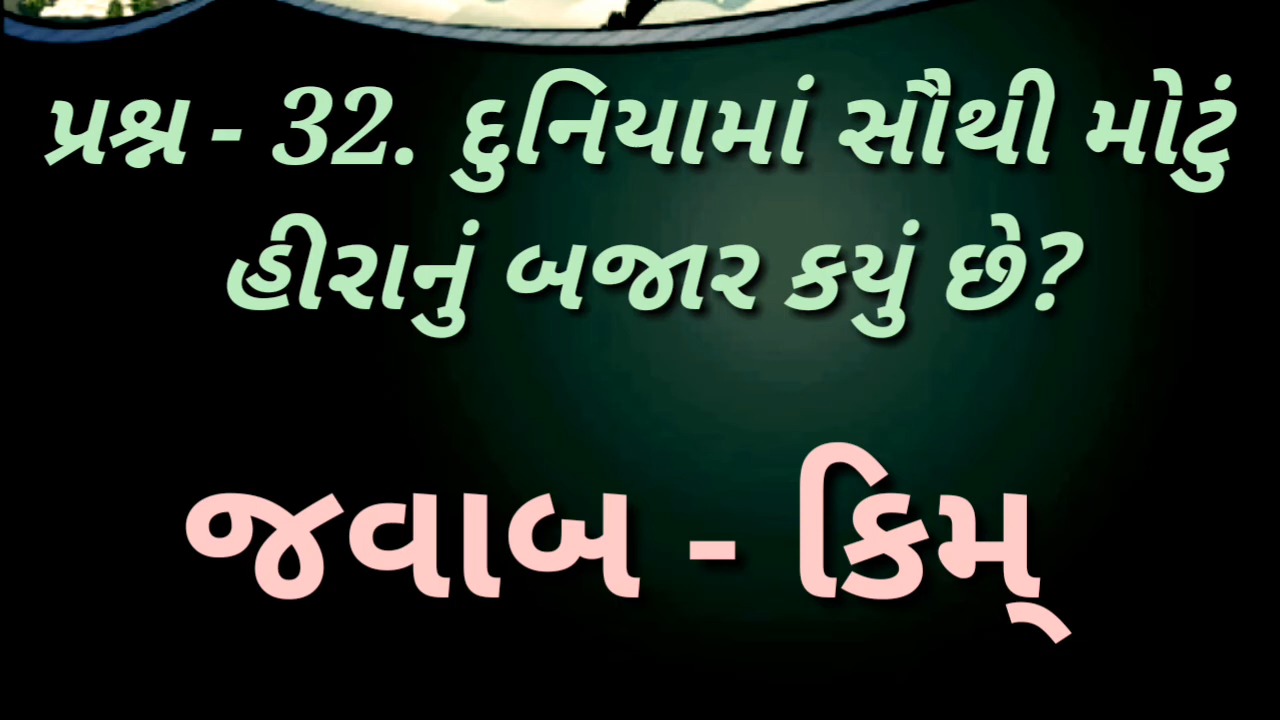 પ્રશ્ન - 32. દુનિયામાં સૌથી મોટું
હીરાનું બજાર કયું છે?
જવાબ - કિમ્